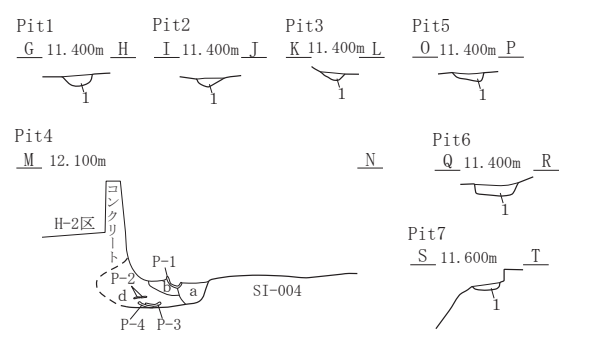 Pit1
G 11.400m H
1
Pit2
I 11.400m J
1
Pit3
K 11.400m L
1
Pit5
O 11.400m P
1
Pit4
M 12.100m N
コンクリート
H-2区
P-1
P-2
b
a
d
P-4 P-3
SI-004
Pit6
Q 11.400m R
1
Pit7
S 11.600m T
1